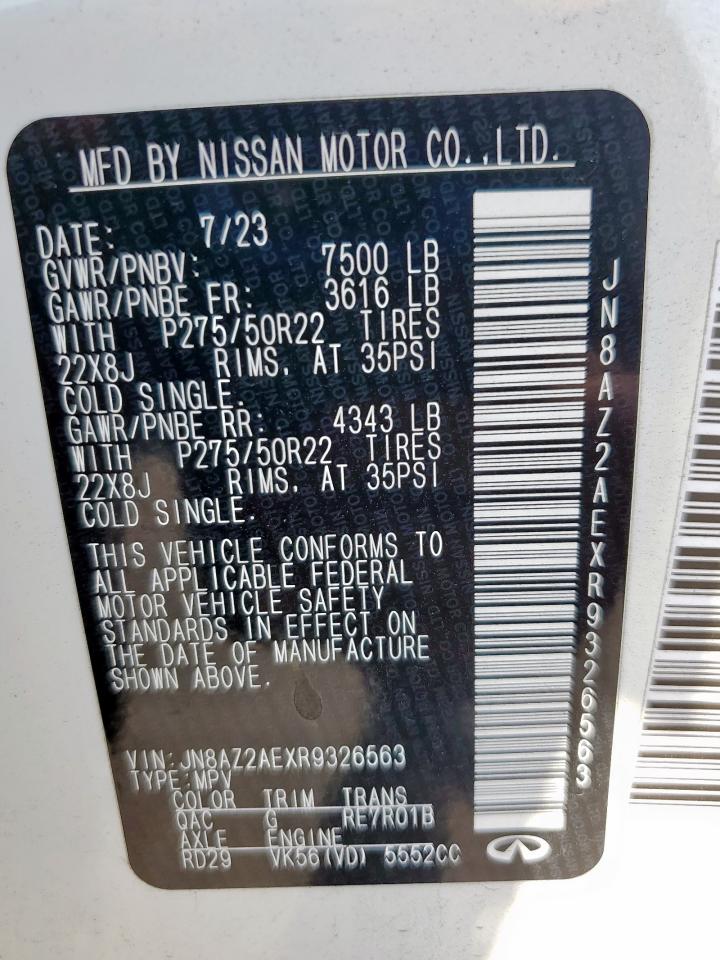 MFD BY NISSAN MOTOR CO.,LTD.
DATE: 7/23
GVWR/PNBV: 7500 LB
GAWR/PNBE FR: 3616 LB
WITH P275/50R22 TIRES
22X8J RIMS, AT 35PSI
COLD SINGLE.
GAWR/PNBE RR: 4343 LB
WITH P275/50R22 TIRES
22X8J RIMS, AT 35PSI
COLD SINGLE.
THIS VEHICLE CONFORMS TO
ALL APPLICABLE FEDERAL
MOTOR VEHICLE SAFETY
STANDARDS IN EFFECT ON
THE DATE OF MANUFACTURE
SHOWN ABOVE.
VIN:JN8AZ2AEXR9326563
TYPE:MPV
COLOR TRIM TRANS
QAC G RE7R01B
AXLE ENGINE
RD29 VK56(VD) 5552CC
JN8AZ2AEXR9326563